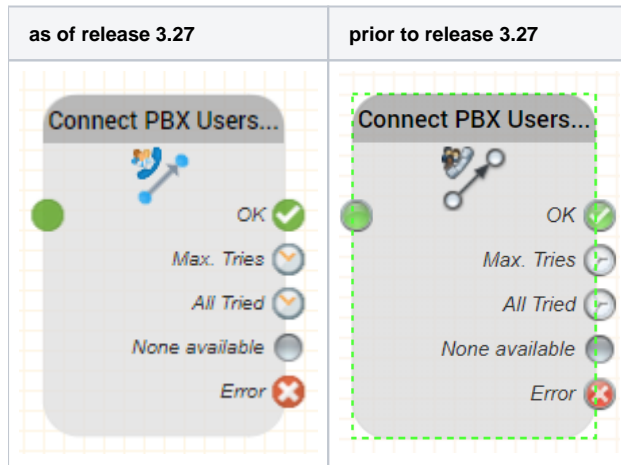 as of release 3.27
prior to release 3.27
Connect PBX Users...
OK
Max. Tries
All Tried
None available
Error
Connect PBX Users...
OK
Max. Tries
All Tried
None available
Error